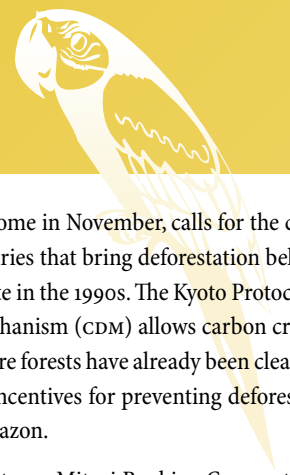 ome in November, calls for the c
ries that bring deforestation bel
e in the 1990s. The Kyoto Protoc
hanism (CDM) allows carbon cr
re forests have already been clea
ncentives for preventing defores
azon.